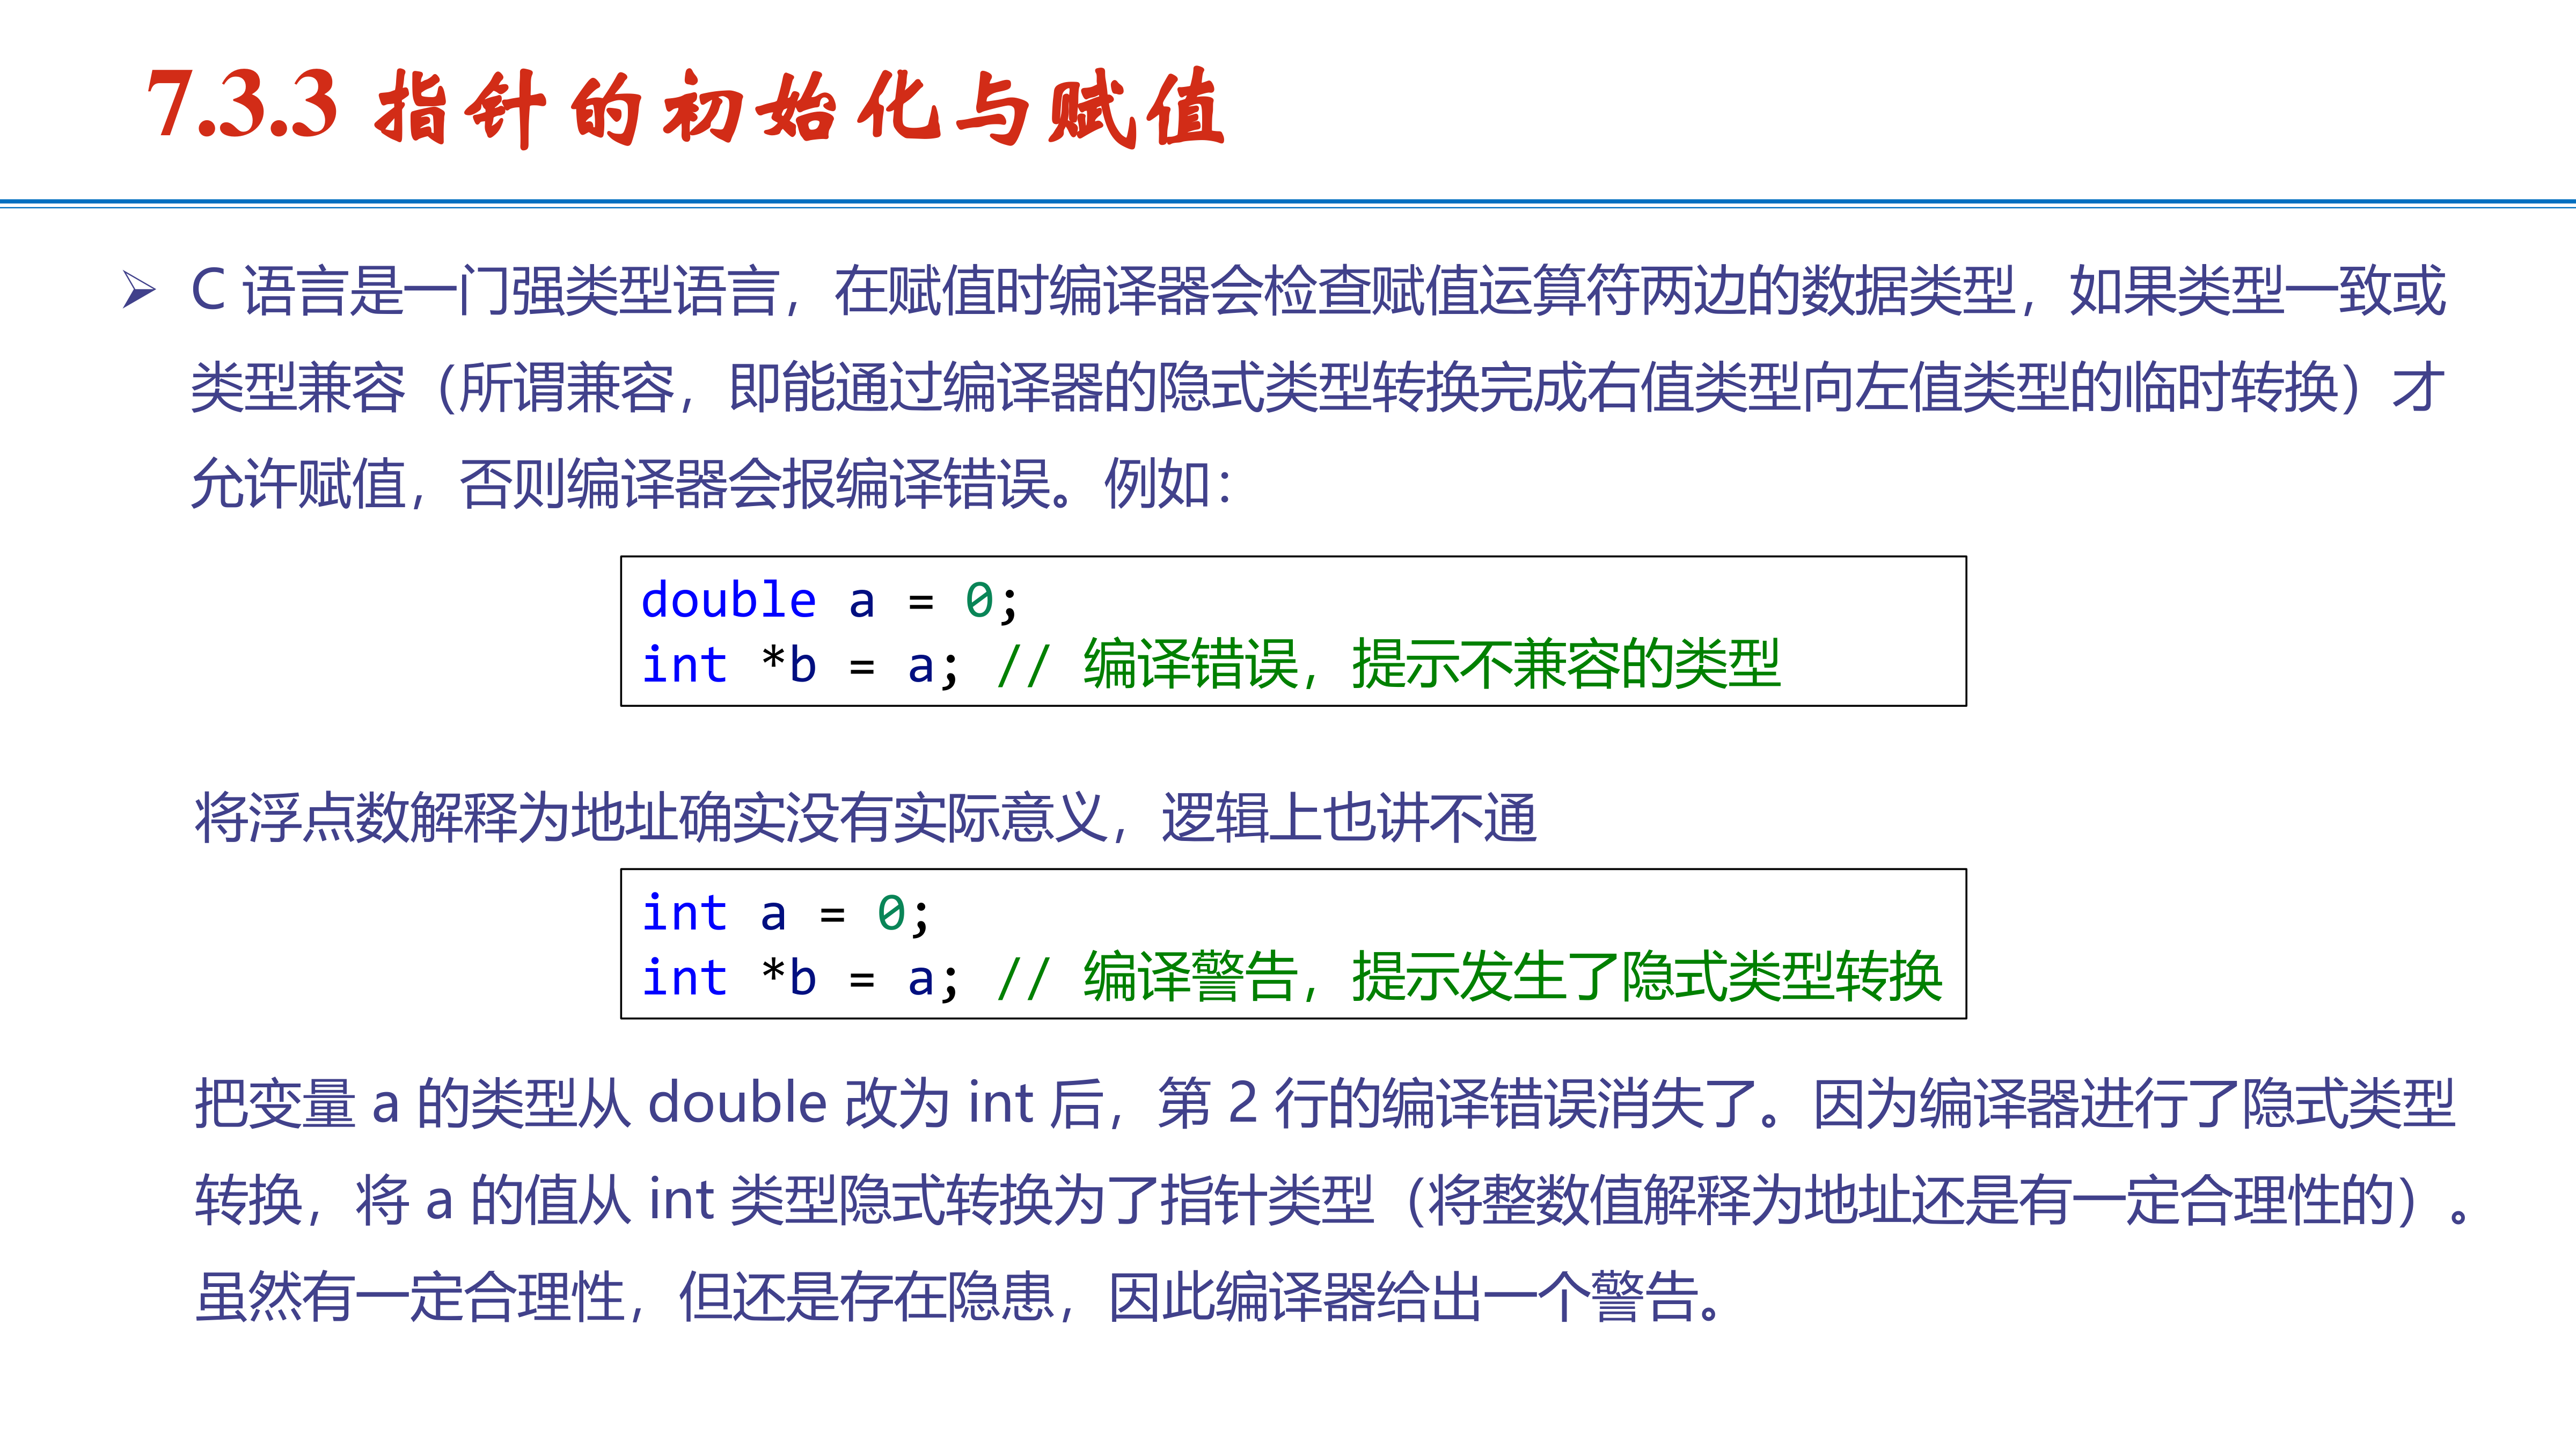 7.3.3 指针的初始化与赋值
C 语言是一门强类型语言，在赋值时编译器会检查赋值运算符两边的数据类型，如果类型一致或
类型兼容（所谓兼容，即能通过编译器的隐式类型转换完成右值类型向左值类型的临时转换）才
允许赋值，否则编译器会报编译错误。例如：
double a = 0;
int *b = a; // 编译错误，提示不兼容的类型
将浮点数解释为地址确实没有实际意义，逻辑上也讲不通
int a = 0;
int *b = a; // 编译警告，提示发生了隐式类型转换
把变量 a 的类型从 double 改为 int 后，第 2 行的编译错误消失了。因为编译器进行了隐式类型
转换，将 a 的值从 int 类型隐式转换为了指针类型（将整数值解释为地址还是有一定合理性的）。
虽然有一定合理性，但还是存在隐患，因此编译器给出一个警告。